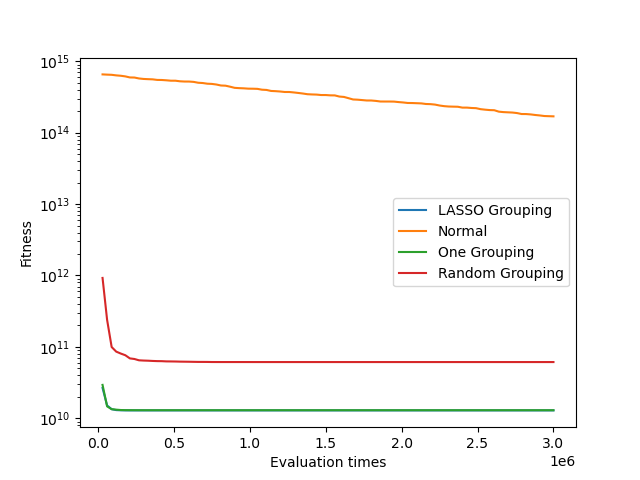 10^15
10^14
10^13
10^12
10^11
10^10
Fitness
LASSO Grouping
Normal
One Grouping
Random Grouping
0.0 0.5 1.0 1.5 2.0 2.5 3.0
1e6
Evaluation times